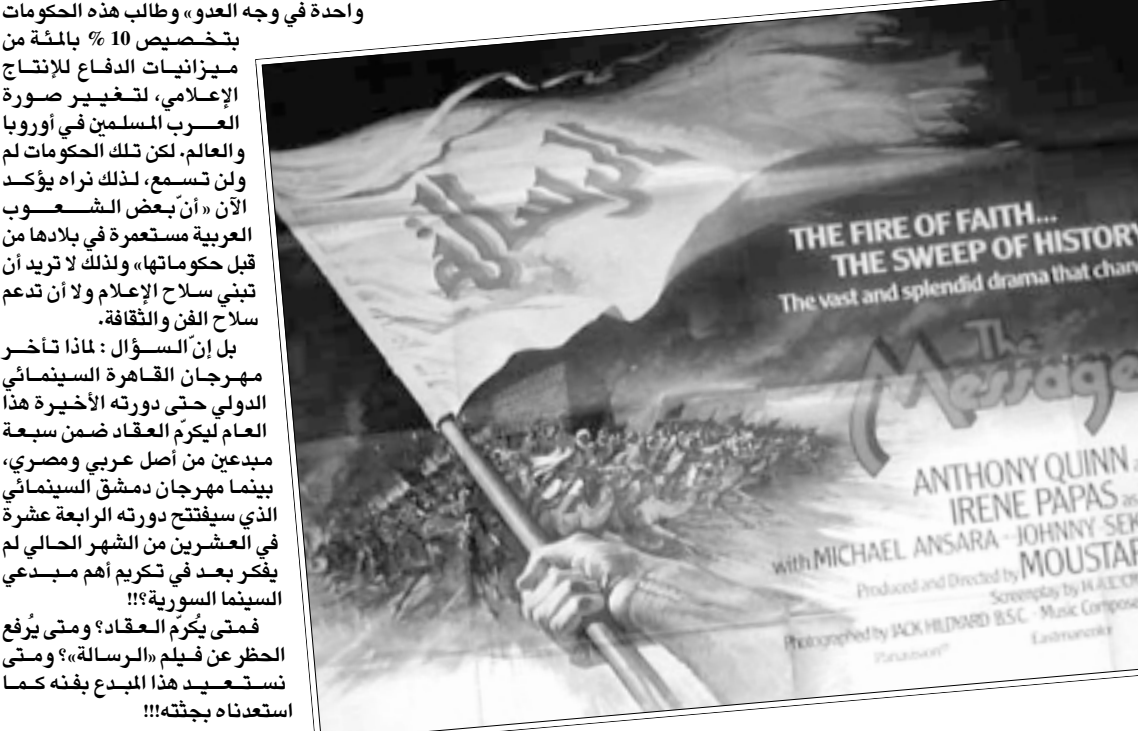 واحدة في وجه العدو» وطالب هذه الحكومات
بتخصيص 10 % بالمئة من
ميزانيات الدفاع للإنتاج
الإعلامي، لتغيير صورة
العرب المسلمين في أوروبا
والعالم. لكن تلك الحكومات لم
ولن تسمع، لذلك نراه يؤكد
الآن «أنّ بعض الشعوب
العربية مستعمرة في بلادها من
قبل حكوماتها» ولذلك لا تريد أن
تبني سلاح الإعلام ولا أن تدعم
سلاح الفن والثقافة.
بل إنّ السؤال : لماذا تأخر
مهرجان القاهرة السينمائي
الدولي حتى دورته الأخيرة هذا
العام ليكرّم العقاد ضمن سبعة
مبدعين من أصل عربي ومصري،
بينما مهرجان دمشق السينمائي
الذي سيفتتح دورته الرابعة عشرة
في العشرين من الشهر الحالي لم
يفكر بعد في تكريم أهم مبدعي
السينما السورية؟!!
فمتى يُكرّم العقاد؟ ومتى يُرفع
الحظر عن فيلم «الرسالة»؟ ومتى
نستعيد هذا المبدع بفنه كما
استعدناه بجثته!!!
THE FIRE OF FAITH...
THE SWEEP OF HISTORY
The vast and splendid drama that chan
The
Message
ANTHONY QUINN
IRENE PAPAS as
with MICHAEL ANSARA - JOHNNY SEK
Produced and Directed by MOUSTAP
Screenplay by H.A.L.
Photographed by JACK HILDYARD B.S.C. Music Compose
Panavision Eastmancolor